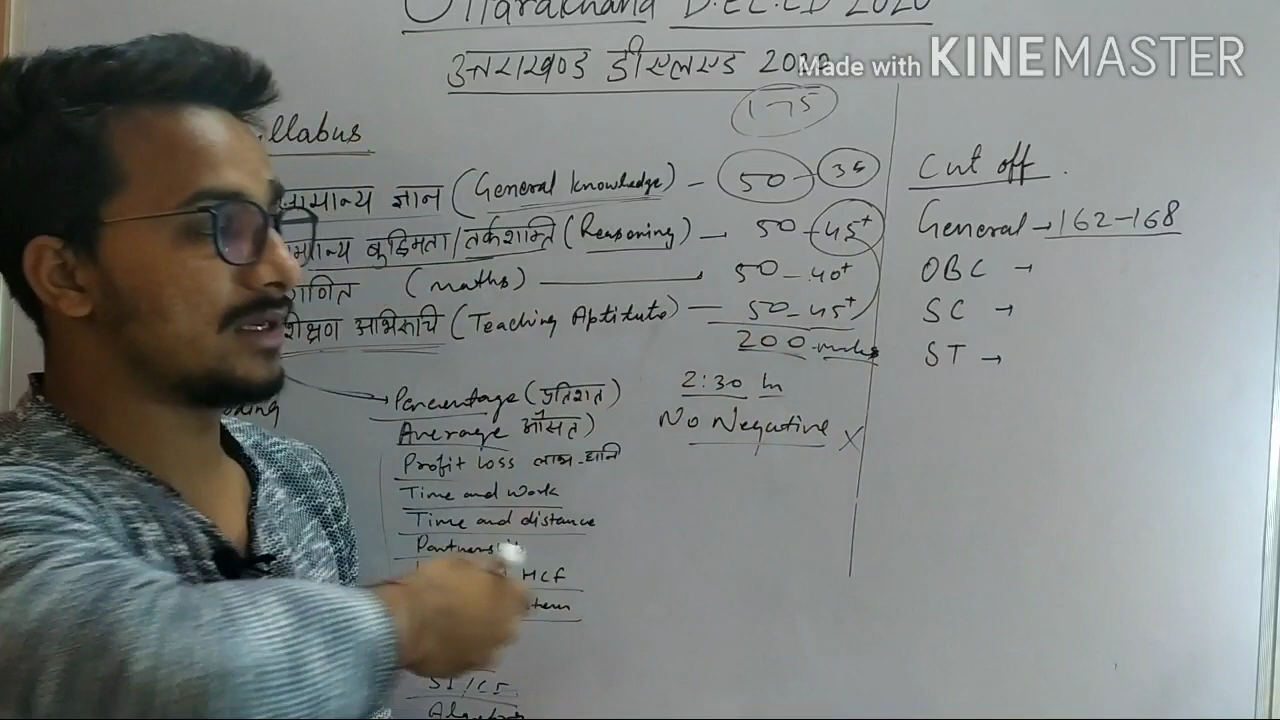 Uttarakhand D.EL.ED 2020
उत्तराखण्ड डीएलएड 2020
Made with KINEMASTER
175
llabus
सामान्य ज्ञान (General knowledge) - 50 - 35
बुद्धिमता/तर्कशक्ति (Reasoning) → 50 - 45+
गणित (maths) → 50 - 40+
शिक्षण अभिरुचि (Teaching Aptitute) — 50 - 45+
200 marks
Percentage (प्रतिशत)
Average औसत)
Profit Loss लाभ-हानि
Time and Work
Time and distance
HCF
SI/CI
Algebra
2:30 hr
No Negative X
Cut off.
General → 162-168
OBC →
SC →
ST →